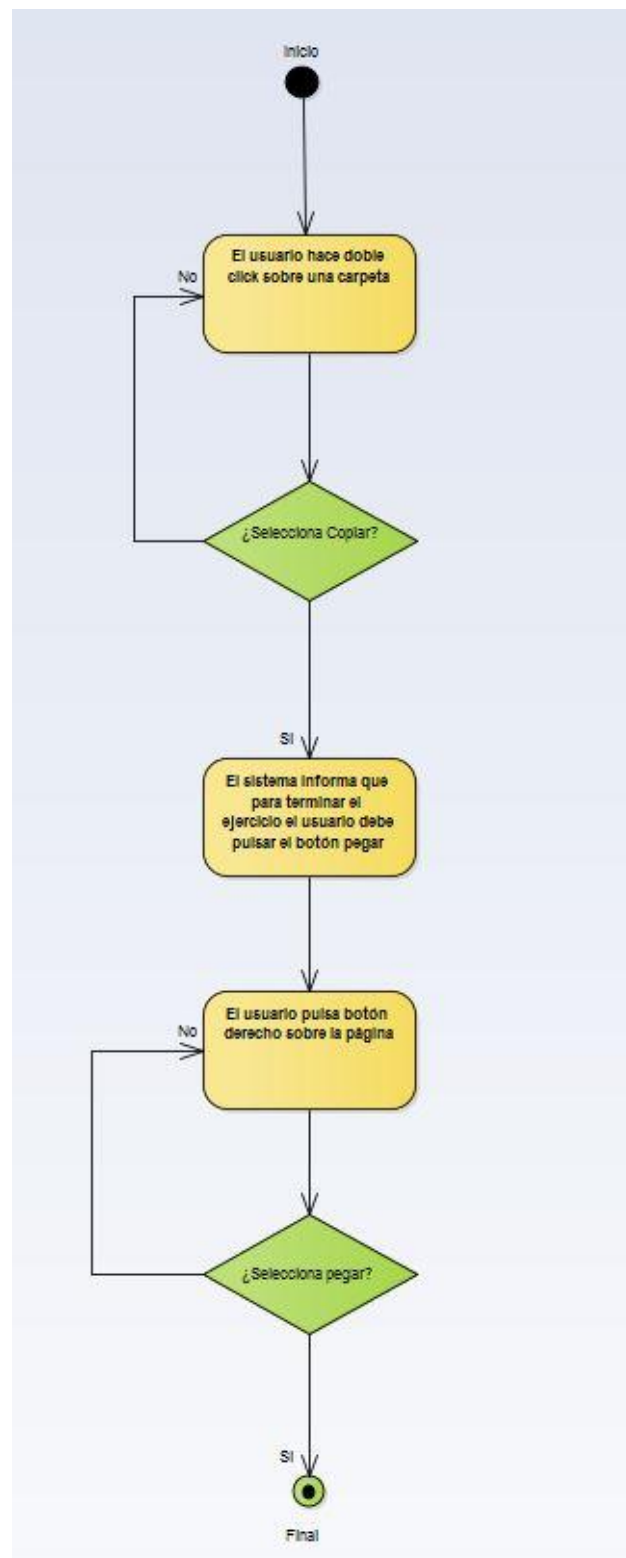 Inicio
El usuario hace doble
click sobre una carpeta
No
¿Selecciona Copiar?
Si
El sistema informa que
para terminar el
ejercicio el usuario debe
pulsar el botón pegar
El usuario pulsa botón
derecho sobre la página
No
¿Selecciona pegar?
Si
Final